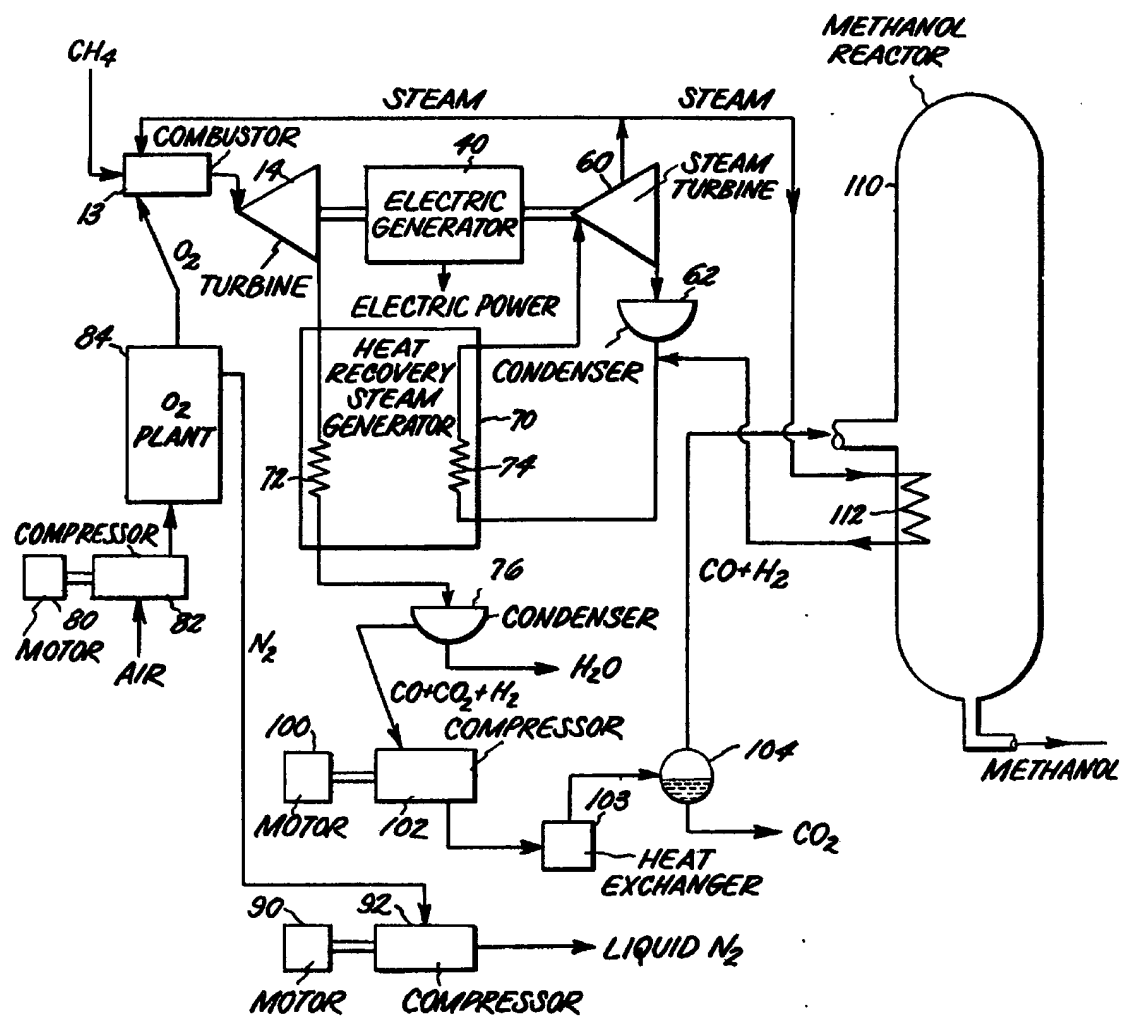 METHANOL
REACTOR
CH4
STEAM
STEAM
COMBUSTOR
13
14
40
60
STEAM
TURBINE
110
ELECTRIC
GENERATOR
O2
TURBINE
ELECTRIC POWER
62
84
O2
PLANT
HEAT
RECOVERY
STEAM
GENERATOR
CONDENSER
70
72
74
112
COMPRESSOR
CO+H2
80
82
MOTOR
AIR
76
CONDENSER
N2
H2O
CO+CO2+H2
100
COMPRESSOR
104
METHANOL
MOTOR
102
103
CO2
HEAT
EXCHANGER
90
92
LIQUID N2
MOTOR
COMPRESSOR